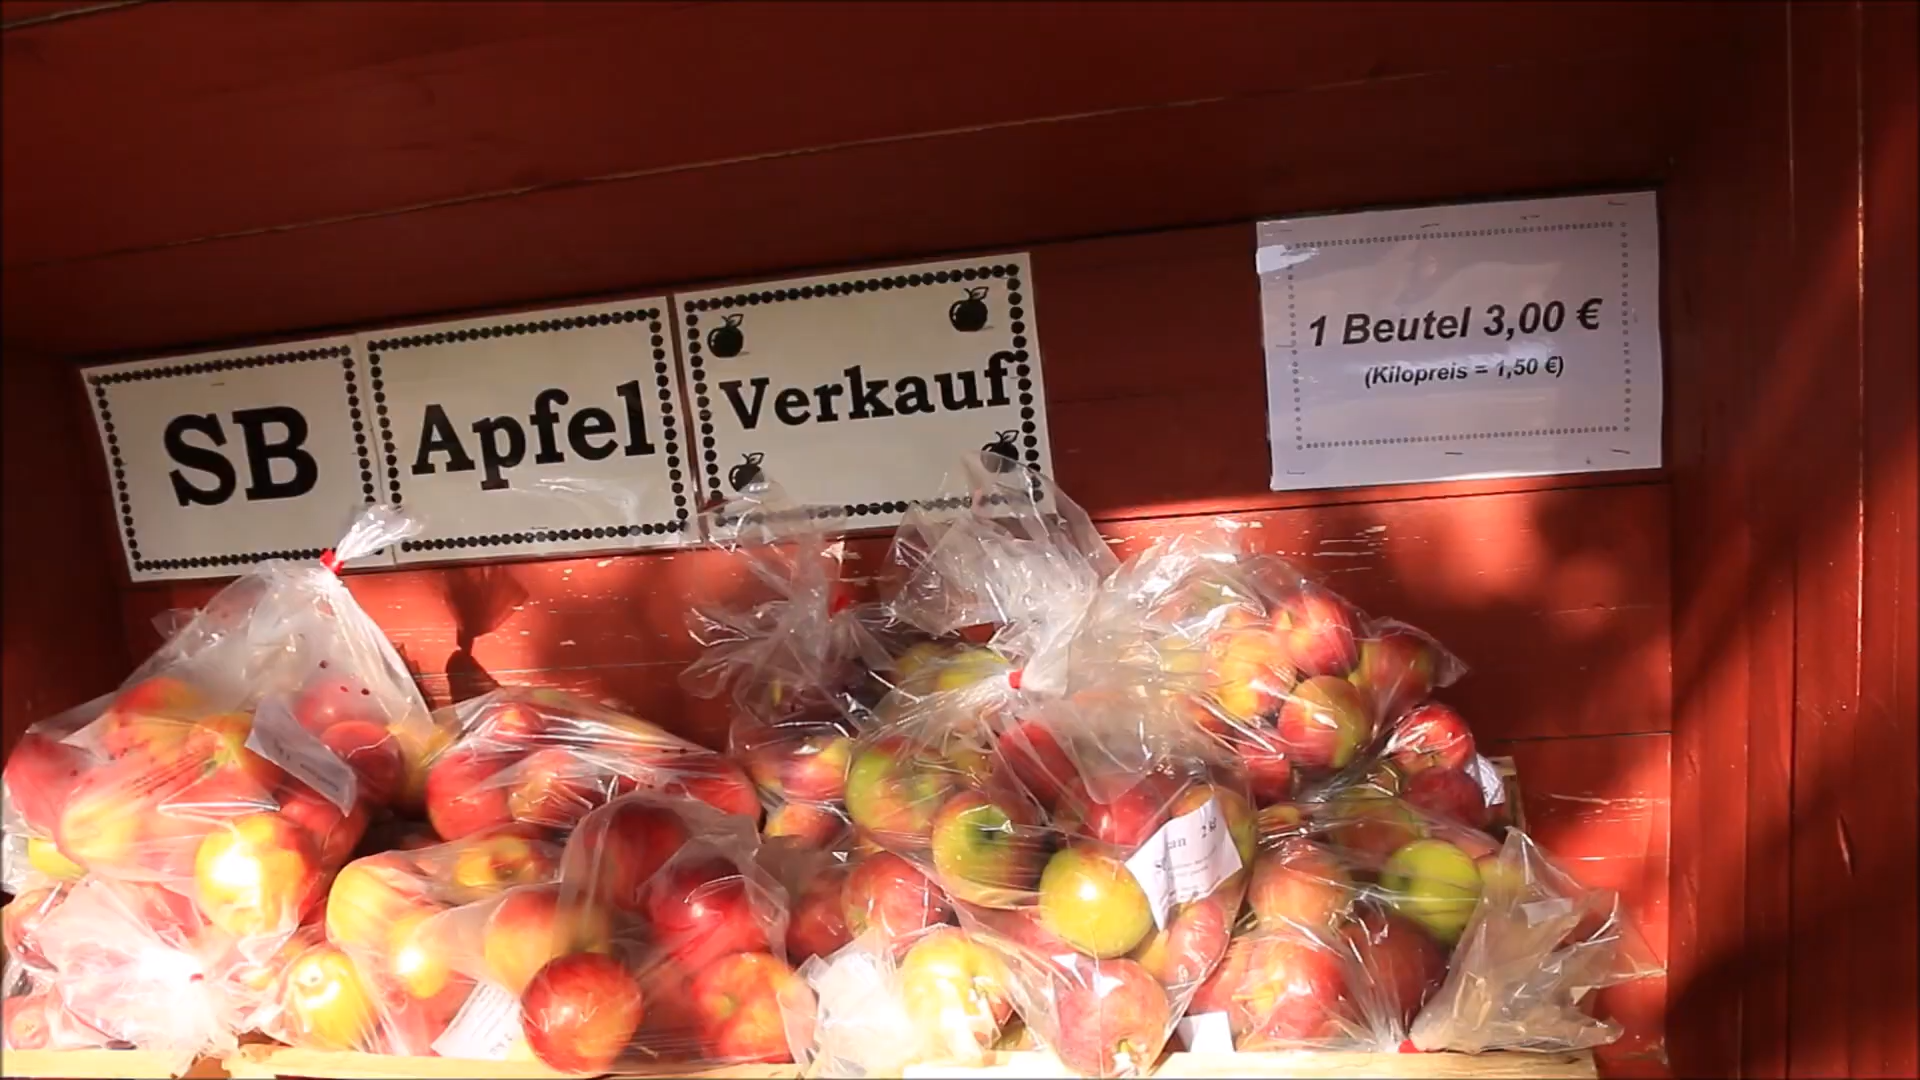 SB
Apfel
Verkauf
1 Beutel 3,00 €
(Kilopreis = 1,50 €)